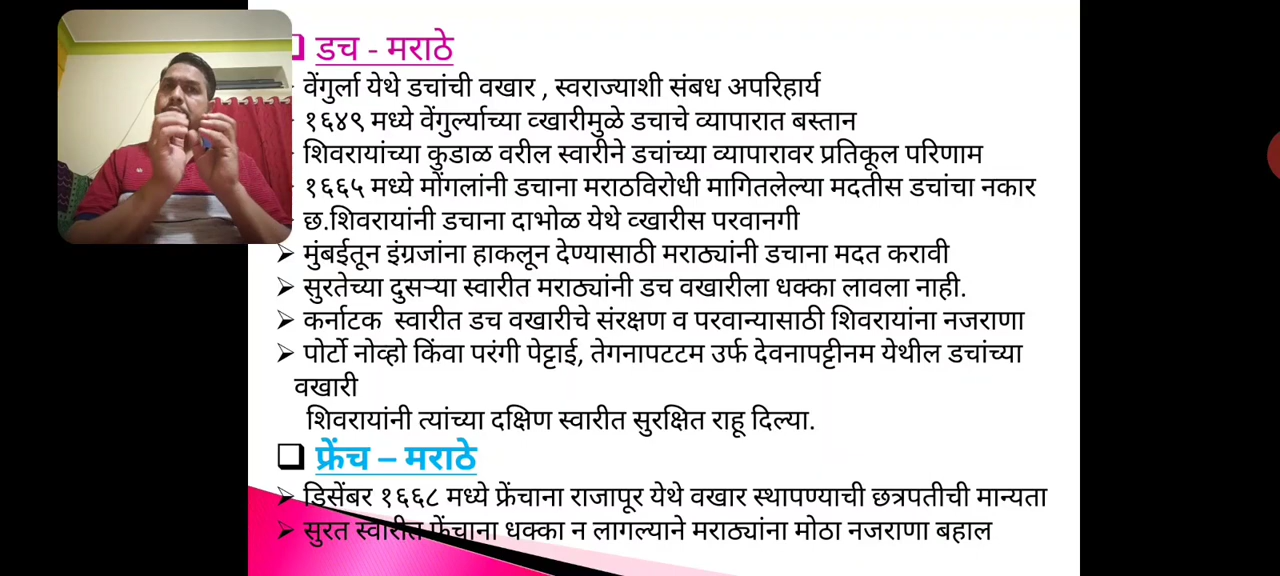 डच - मराठे
वेंगुर्ला येथे डचांची वखार , स्वराज्याशी संबध अपरिहार्य
१६४९ मध्ये वेंगुर्ल्याच्या व्खारीमुळे डचाचे व्यापारात बस्तान
शिवरायांच्या कुडाळ वरील स्वारीने डचांच्या व्यापारावर प्रतिकूल परिणाम
१६६५ मध्ये मोंगलांनी डचाना मराठविरोधी मागितलेल्या मदतीस डचांचा नकार
छ.शिवरायांनी डचाना दाभोळ येथे व्खारीस परवानगी
➢ मुंबईतून इंग्रजांना हाकलून देण्यासाठी मराठ्यांनी डचाना मदत करावी
➢ सुरतेच्या दुसऱ्या स्वारीत मराठ्यांनी डच वखारीला धक्का लावला नाही.
➢ कर्नाटक स्वारीत डच वखारीचे संरक्षण व परवान्यासाठी शिवरायांना नजराणा
➢ पोर्टो नोव्हो किंवा परंगी पेट्टाई, तेगनापटटम उर्फ देवनापट्टीनम येथील डचांच्या
वखारी
शिवरायांनी त्यांच्या दक्षिण स्वारीत सुरक्षित राहू दिल्या.
फ्रेंच – मराठे
➢ डिसेंबर १६६८ मध्ये फ्रेंचाना राजापूर येथे वखार स्थापण्याची छत्रपतीची मान्यता
➢ सुरत स्वारीत फ्रेंचाना धक्का न लागल्याने मराठ्यांना मोठा नजराणा बहाल